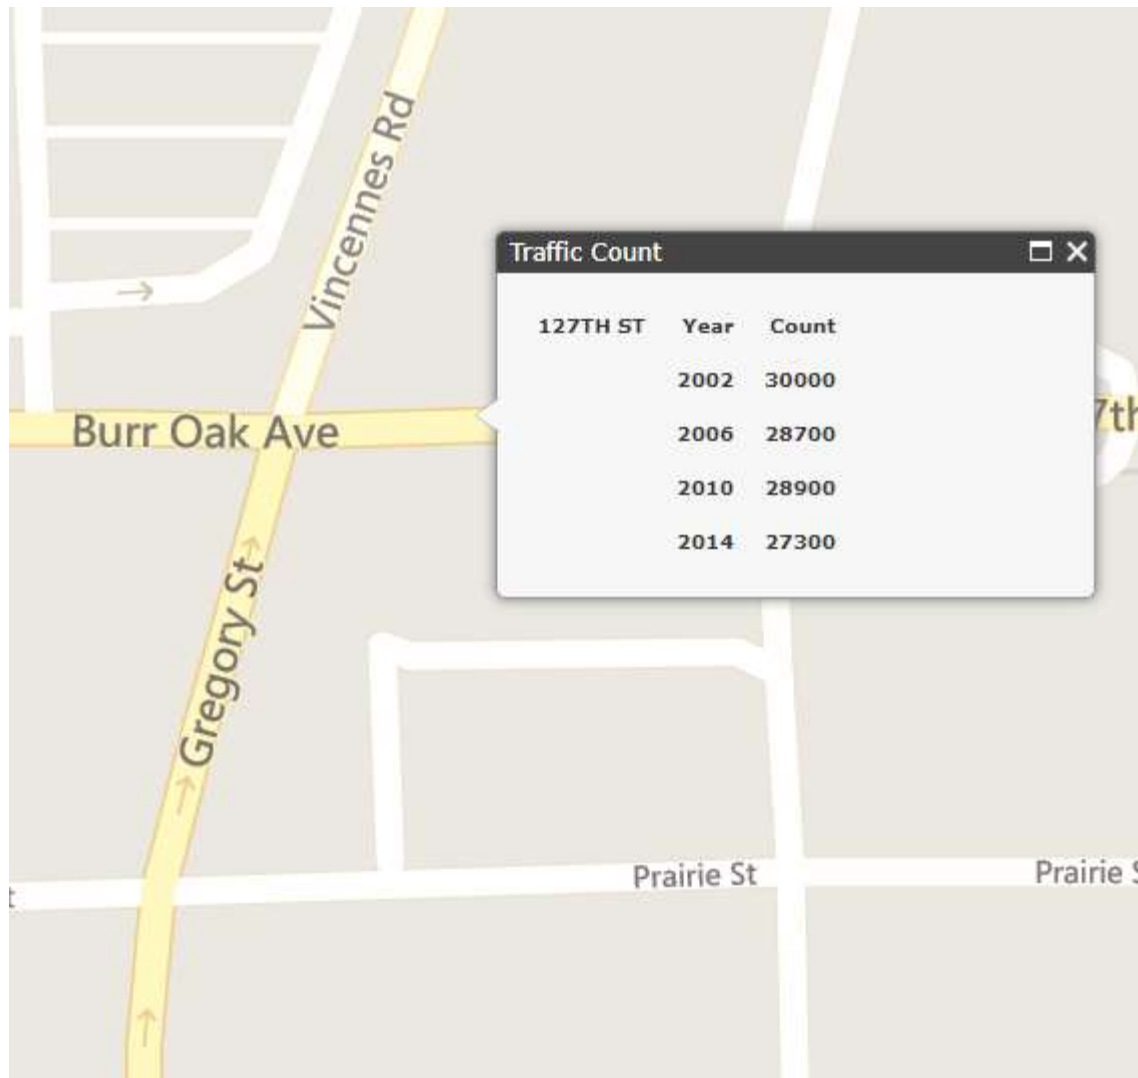 Vincennes Rd
Traffic Count
127TH ST Year Count
2002 30000
2006 28700
2010 28900
2014 27300
Burr Oak Ave
7th
Gregory St
Prairie St
Prairie S
t